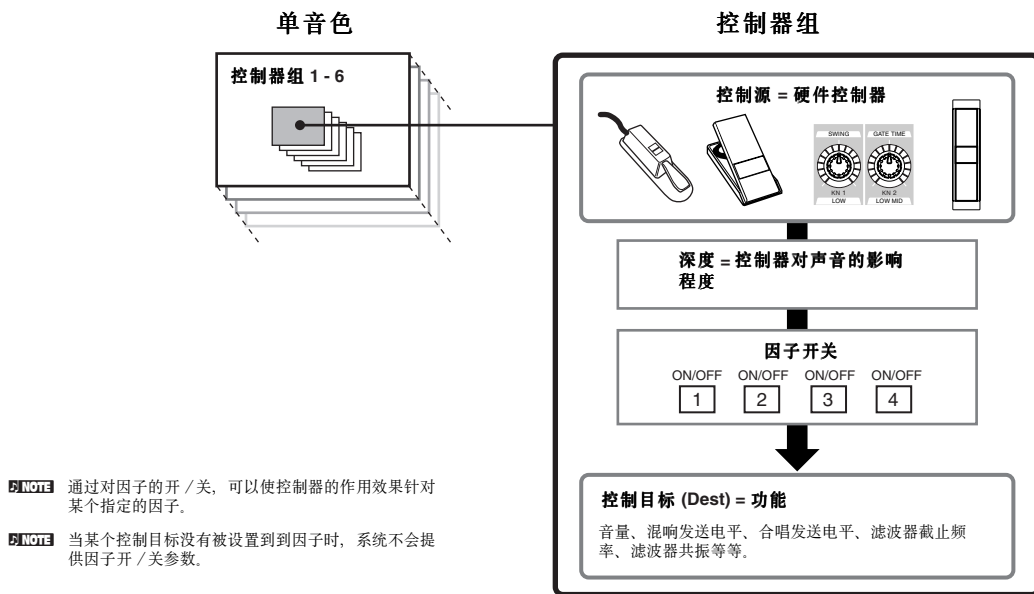 单音色
控制器组 1 - 6
控制器组
控制源 = 硬件控制器
SWING
GATE TIME
KN 1
KN 2
LOW
LOW MID
深度 = 控制器对声音的影响
程度
因子开关
ON/OFF ON/OFF ON/OFF ON/OFF
1 2 3 4
控制目标 (Dest) = 功能
音量、混响发送电平、合唱发送电平、滤波器截止频
率、滤波器共振等等。
NOTE 通过对因子的开 / 关，可以使控制器的作用效果针对
某个指定的因子。
NOTE 当某个控制目标没有被设置到到因子时，系统不会提
供因子开 / 关参数。